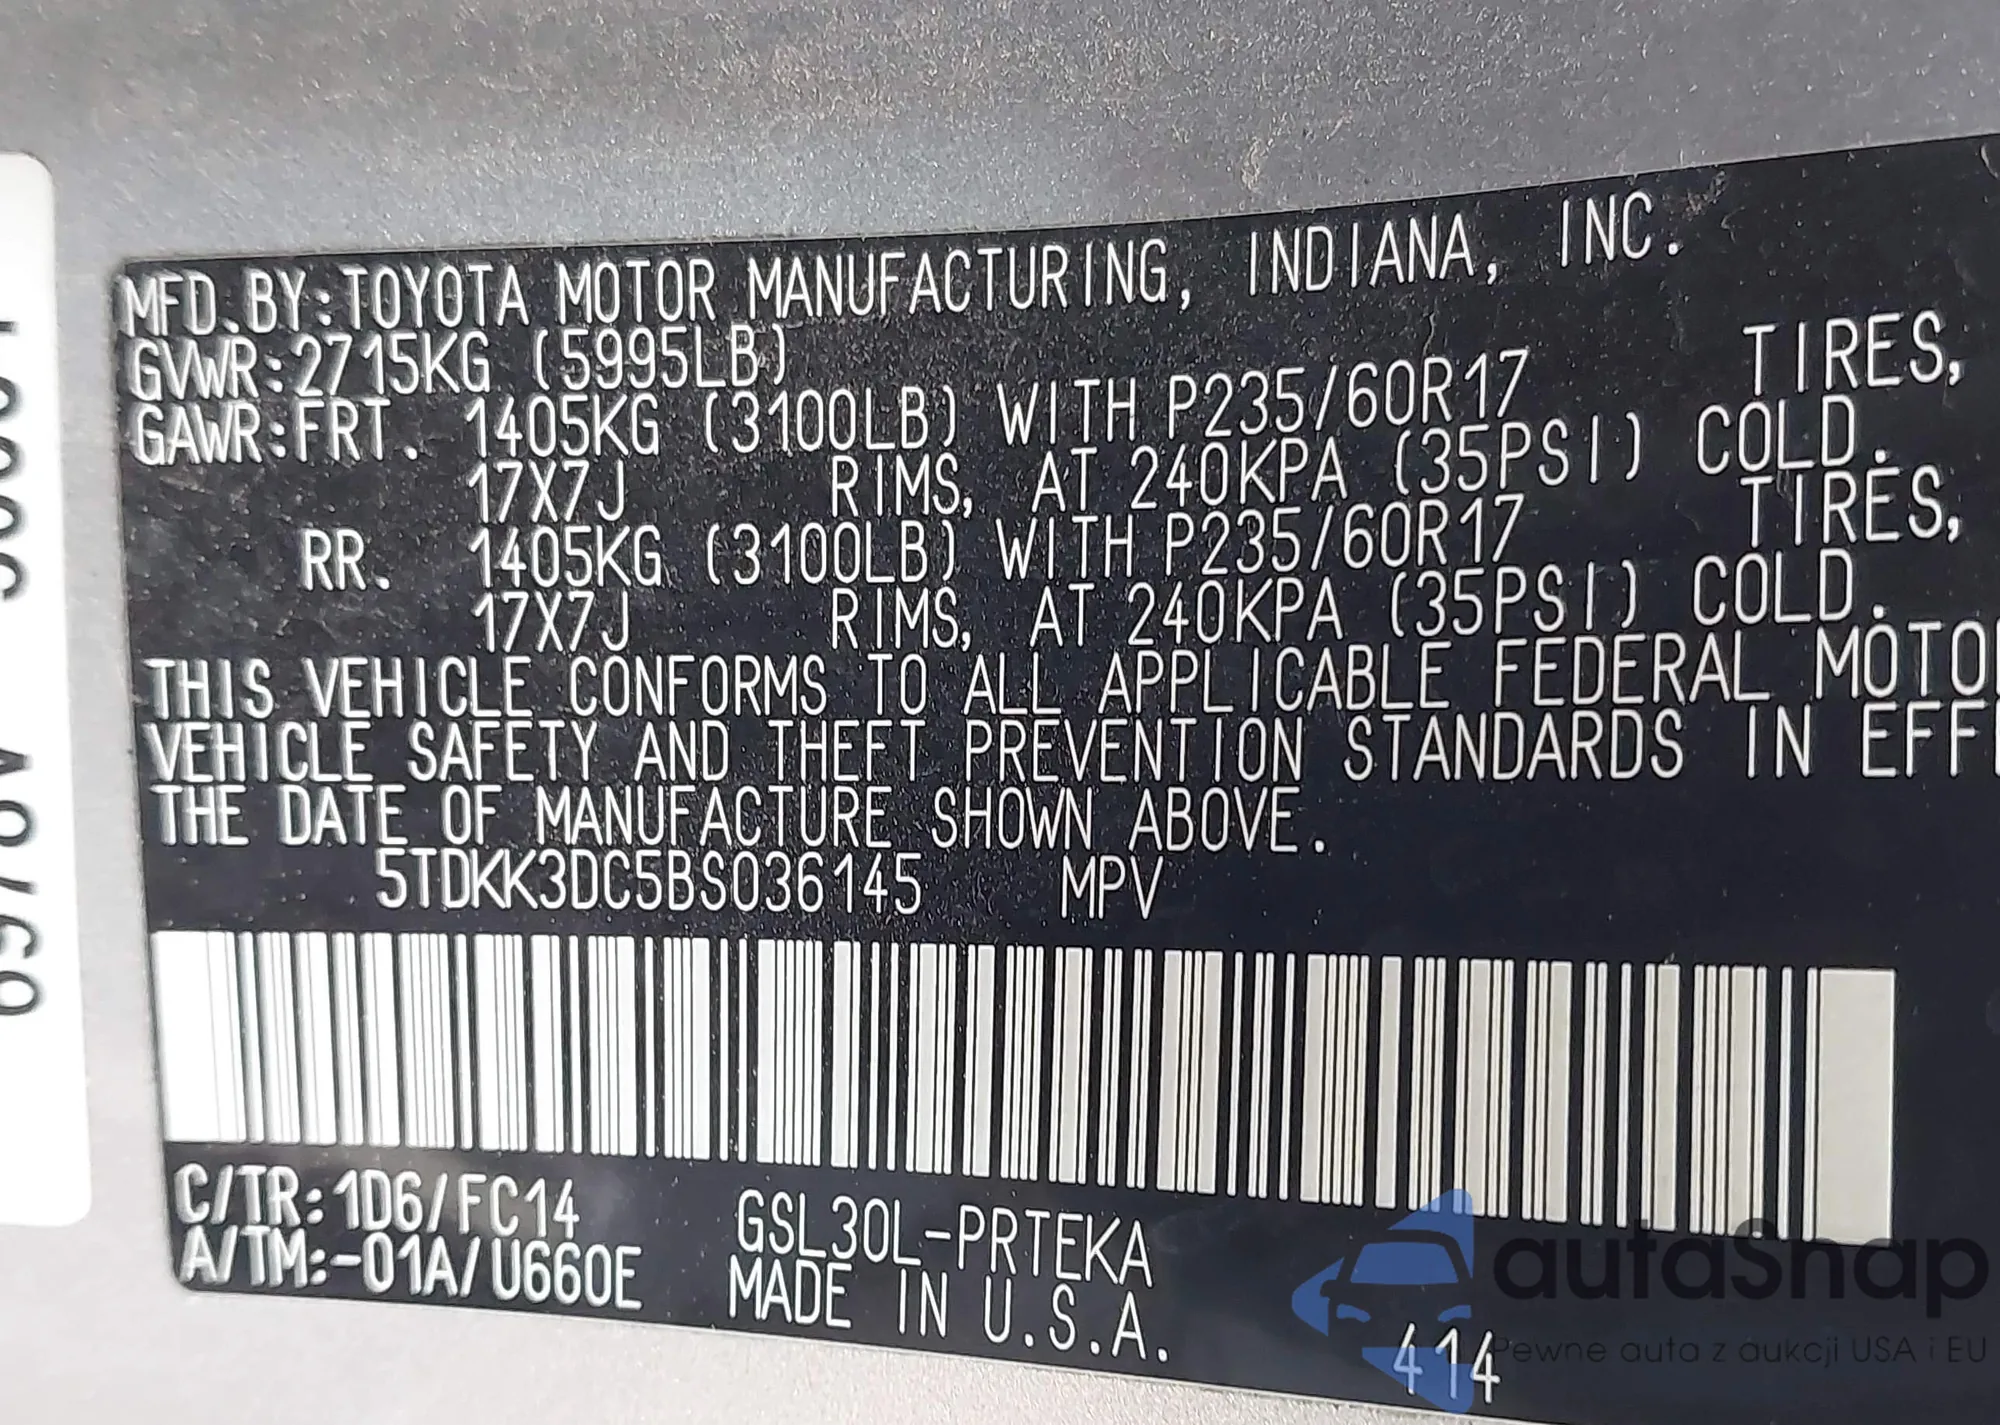 MFD.BY:TOYOTA MOTOR MANUFACTURING, INDIANA, INC.
GVWR:2715KG (5995LB)
GAWR:FRT. 1405KG (3100LB) WITH P235/60R17 TIRES,
17X7J RIMS, AT 240KPA (35PSI) COLD.
RR. 1405KG (3100LB) WITH P235/60R17 TIRES,
17X7J RIMS, AT 240KPA (35PSI) COLD.
THIS VEHICLE CONFORMS TO ALL APPLICABLE FEDERAL MOTO
VEHICLE SAFETY AND THEFT PREVENTION STANDARDS IN EFF
THE DATE OF MANUFACTURE SHOWN ABOVE.
5TDKK3DC5BS036145 MPV
C/TR:1D6/FC14 GSL30L-PRTEKA
A/TM:-01A/U660E MADE IN U.S.A.
414
autaSnap
Pewne auta z aukcji USA i EU